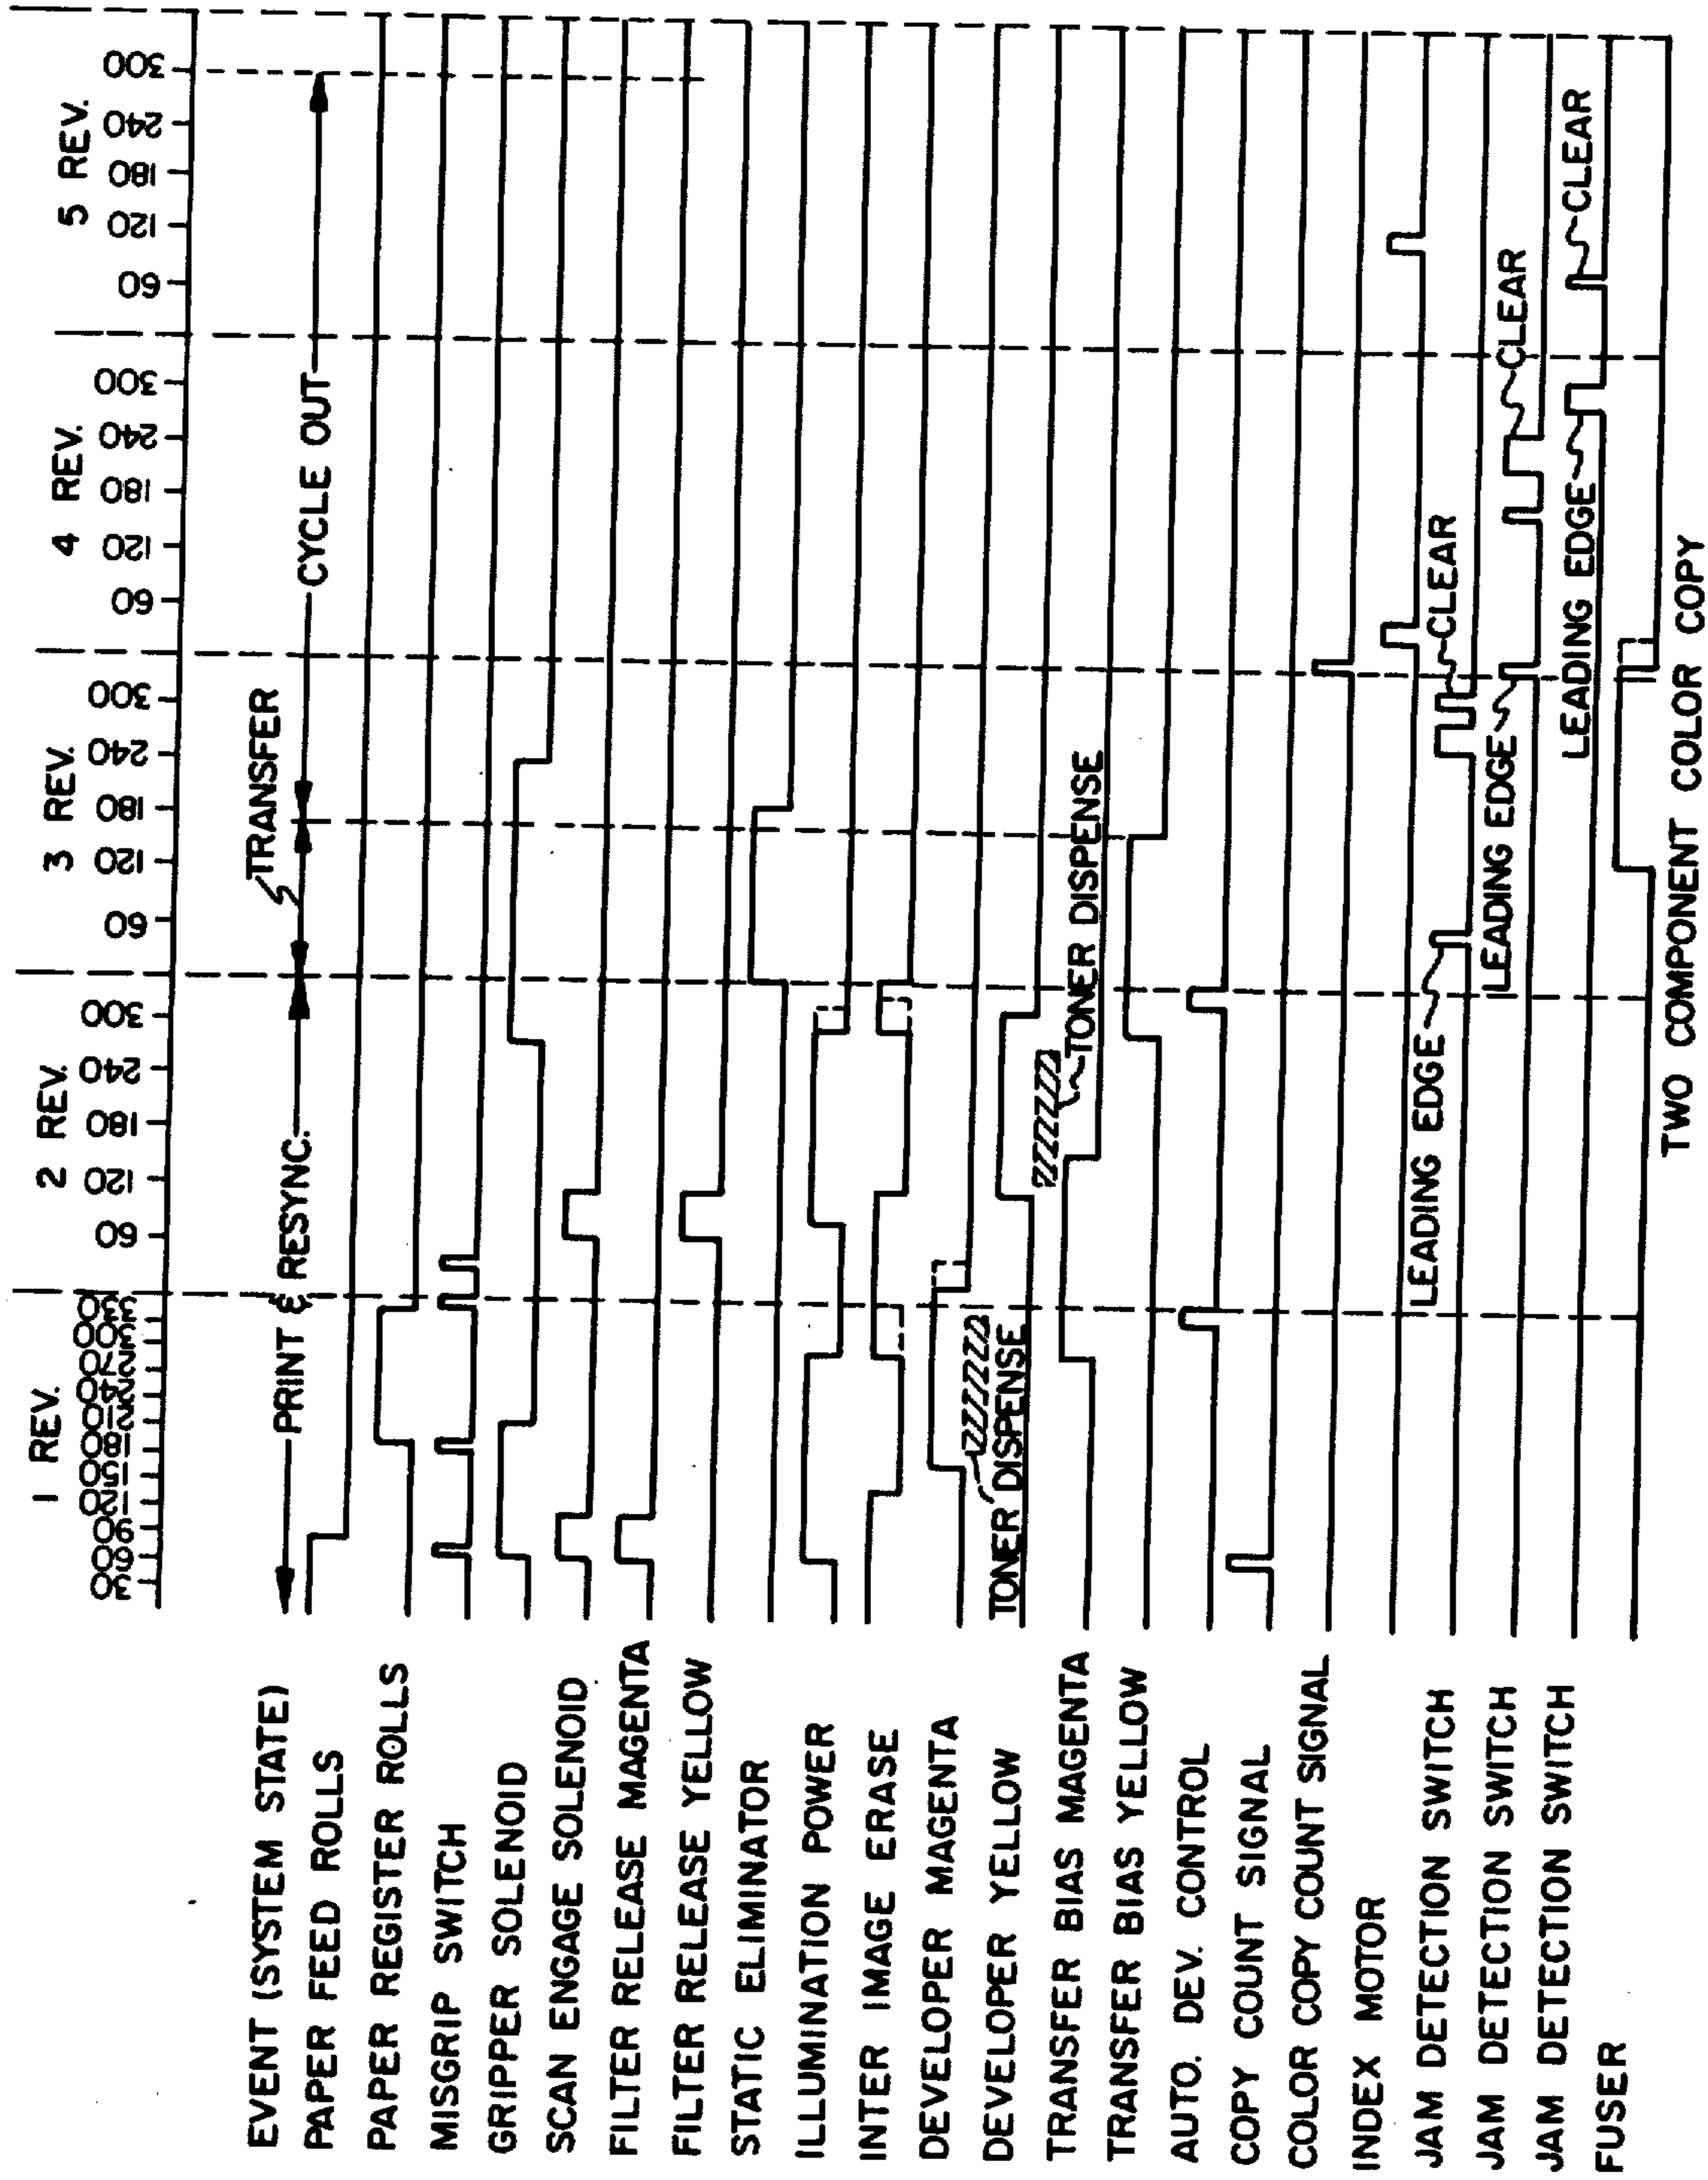 1 REV. 2 REV. 3 REV. 4 REV. 5 REV.
30 60 90 120 150 180 210 240 270 300 330 60 120 180 240 300 60 120 180 240 300 60 120 180 240 300 60 120 180 240 300
EVENT (SYSTEM STATE) PRINT & RESYNC. TRANSFER CYCLE OUT
PAPER FEED ROLLS
PAPER REGISTER ROLLS
MISGRIP SWITCH
GRIPPER SOLENOID
SCAN ENGAGE SOLENOID
FILTER RELEASE MAGENTA
FILTER RELEASE YELLOW
STATIC ELIMINATOR
ILLUMINATION POWER
INTER IMAGE ERASE
DEVELOPER MAGENTA
TONER DISPENSE
DEVELOPER YELLOW
TONER DISPENSE
TRANSFER BIAS MAGENTA
TRANSFER BIAS YELLOW
AUTO. DEV. CONTROL
COPY COUNT SIGNAL
COLOR COPY COUNT SIGNAL
INDEX MOTOR
JAM DETECTION SWITCH LEADING EDGE CLEAR
JAM DETECTION SWITCH LEADING EDGE CLEAR
JAM DETECTION SWITCH LEADING EDGE CLEAR
FUSER
TWO COMPONENT COLOR COPY